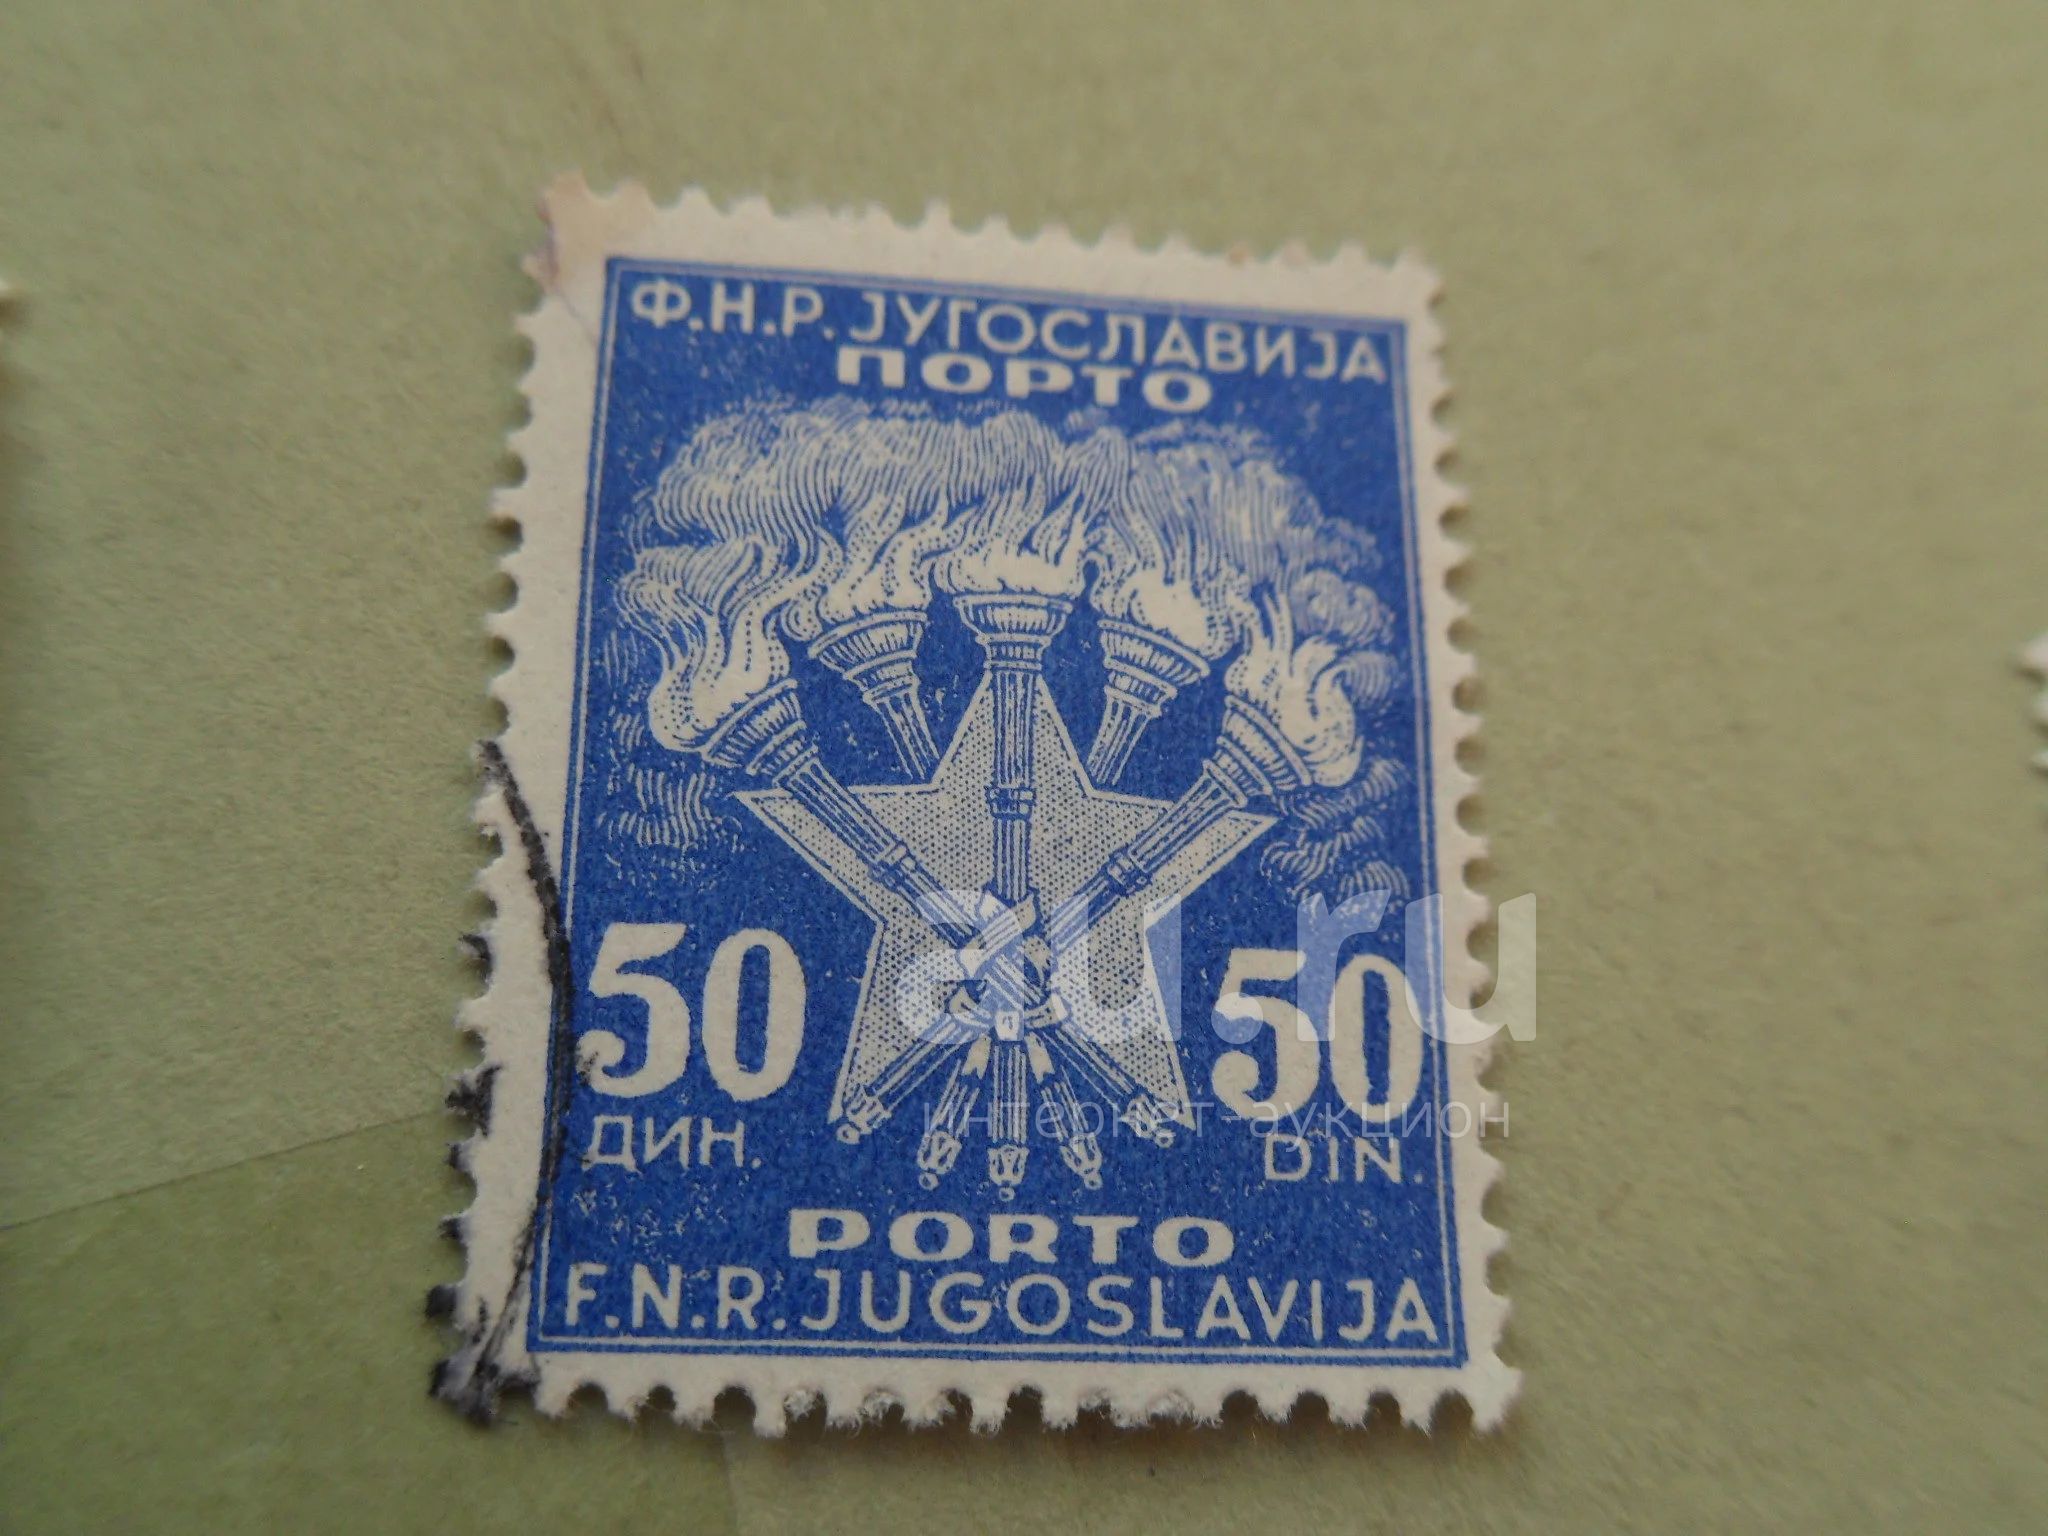 Ф.Н.Р. ЈУГОСЛАВИЈА
ПОРТО
50 50
ДИН. DIN.
PORTO
F.N.R. JUGOSLAVIJA
au.ru
интернет-аукцион